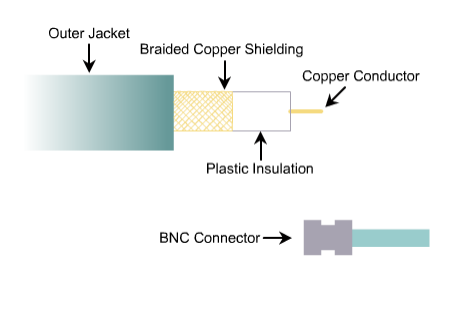 Outer Jacket
Braided Copper Shielding
Copper Conductor
Plastic Insulation
BNC Connector